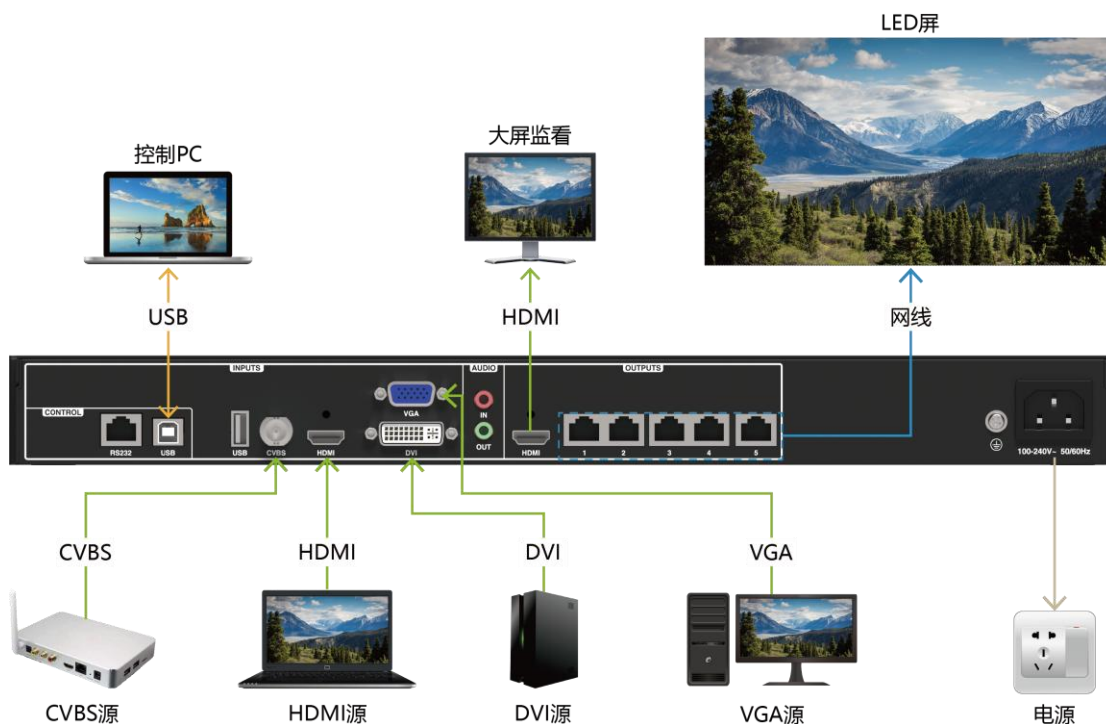 LED屏
控制PC
大屏监看
USB
HDMI
网线
INPUTS
AUDIO
OUTPUTS
CONTROL
VGA
IN
OUT
RS232
USB
USB
CVBS
HDMI
DVI
HDMI
1
2
3
4
5
100-240V~ 50/60Hz
CVBS
HDMI
DVI
VGA
CVBS源
HDMI源
DVI源
VGA源
电源